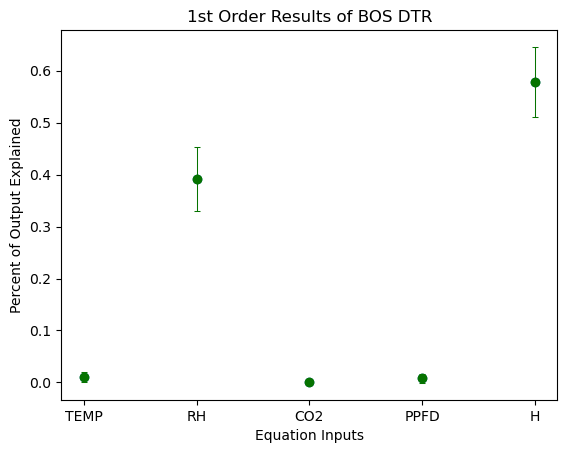 1st Order Results of BOS DTR
Percent of Output Explained
0.6
0.5
0.4
0.3
0.2
0.1
0.0
TEMP RH CO2 PPFD H
Equation Inputs